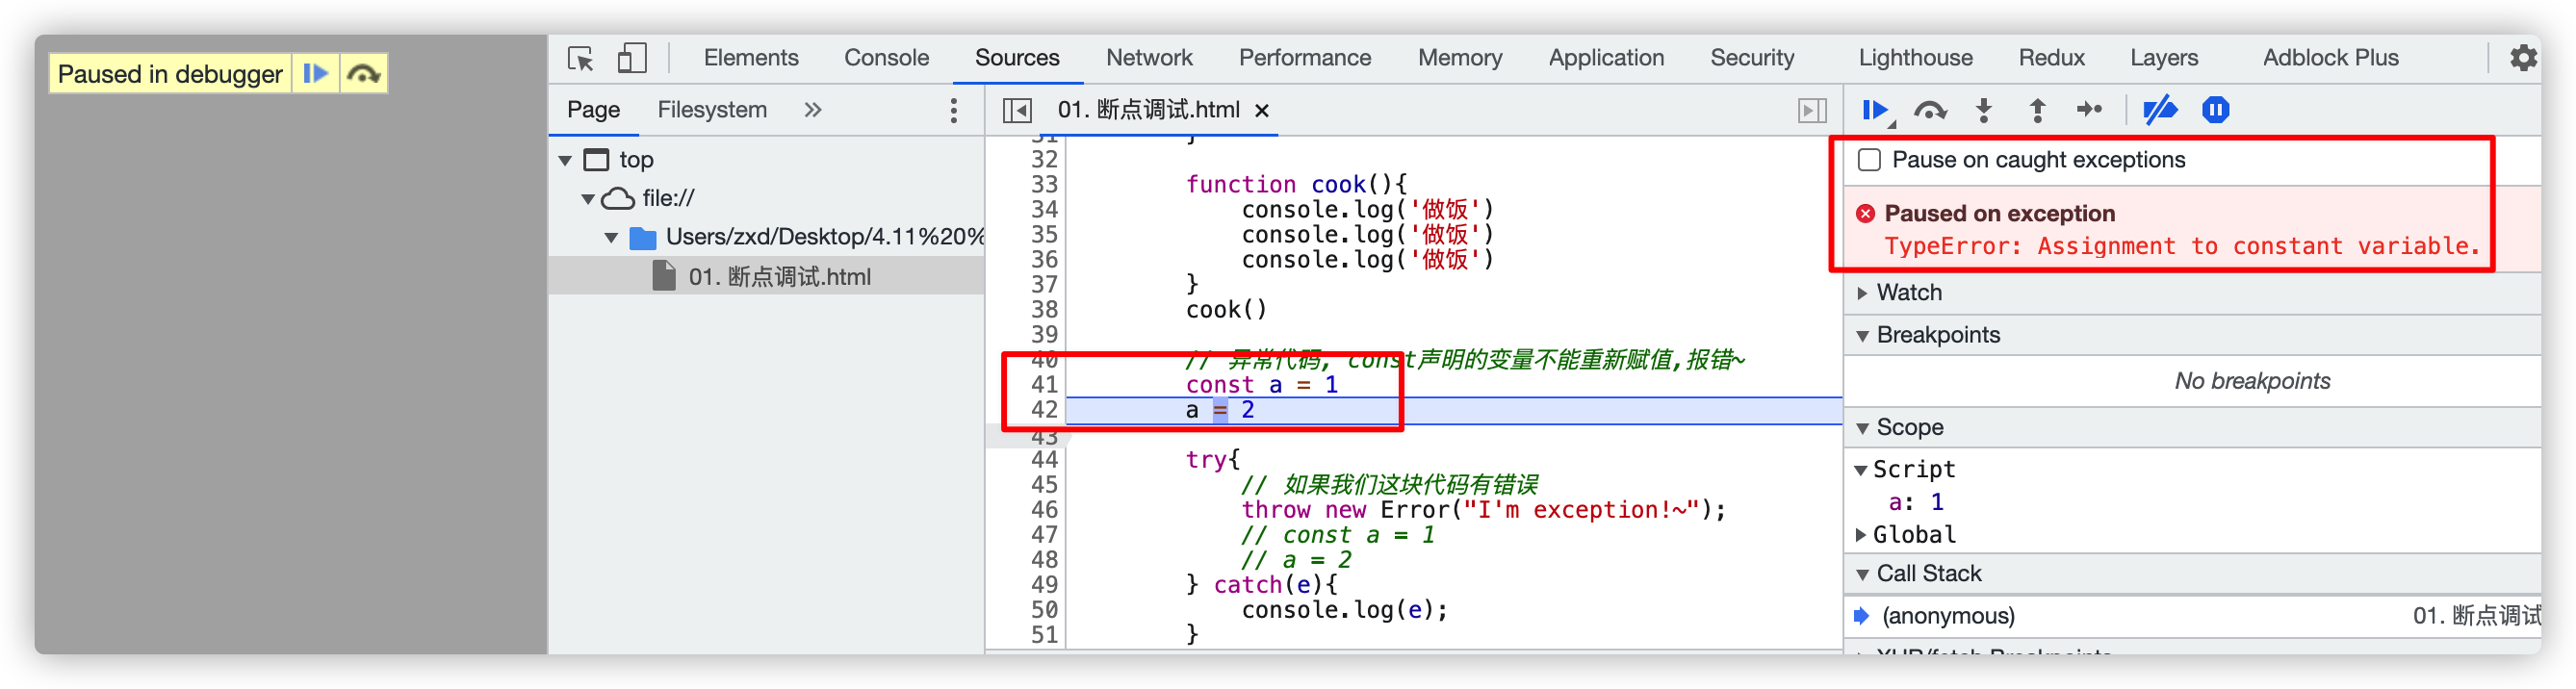 Paused in debugger
Elements Console Sources Network Performance Memory Application Security Lighthouse Redux Layers Adblock Plus
Page Filesystem »
top
file://
Users/zxd/Desktop/4.11%20%
01. 断点调试.html
01. 断点调试.html ×
31 }
32
33 function cook(){
34 console.log('做饭')
35 console.log('做饭')
36 console.log('做饭')
37 }
38 cook()
39
40 // 异常代码, const声明的变量不能重新赋值,报错~
41 const a = 1
42 a = 2
43
44 try{
45 // 如果我们这块代码有错误
46 throw new Error("I'm exception!~");
47 // const a = 1
48 // a = 2
49 } catch(e){
50 console.log(e);
51 }
Pause on caught exceptions
Paused on exception
TypeError: Assignment to constant variable.
Watch
Breakpoints
No breakpoints
Scope
Script
a: 1
Global
Call Stack
(anonymous) 01. 断点调试
XHR/fetch Breakpoints